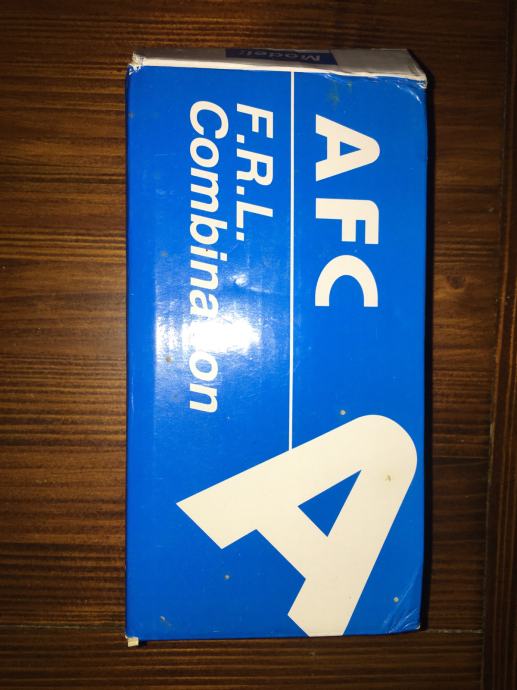 Model:
AFC
F.R.L.
Combination
A